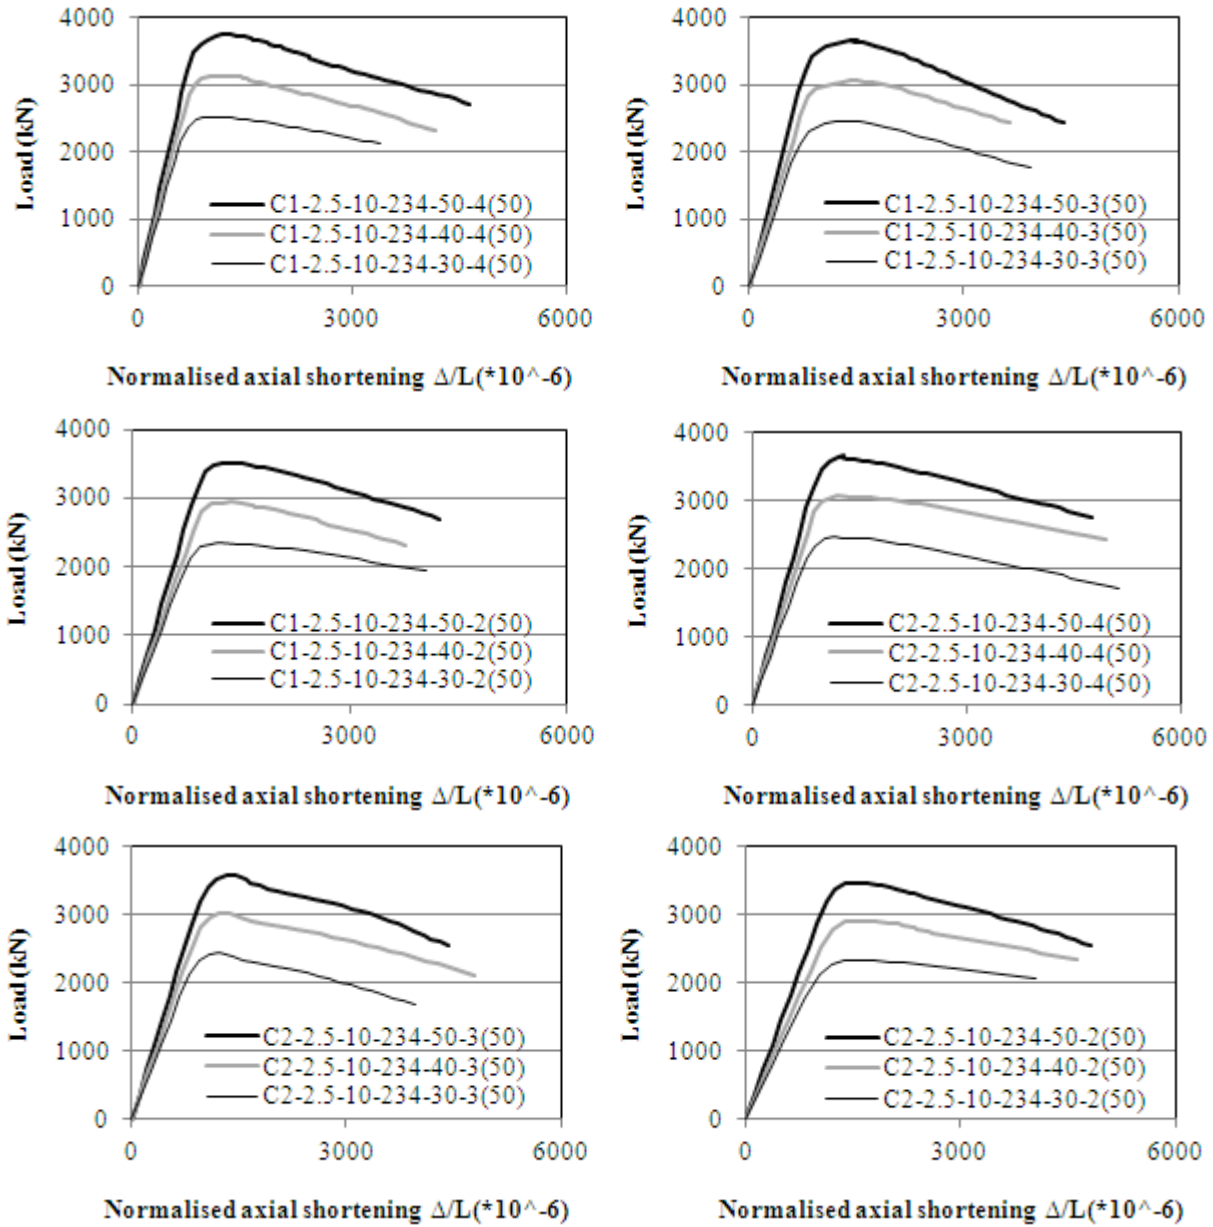 4000
3000
2000
1000
0
Load (kN)
C1-2.5-10-234-50-4(50)
C1-2.5-10-234-40-4(50)
C1-2.5-10-234-30-4(50)
0 3000 6000
Normalised axial shortening Δ/L(*10^-6)
4000
3000
2000
1000
0
Load (kN)
C1-2.5-10-234-50-3(50)
C1-2.5-10-234-40-3(50)
C1-2.5-10-234-30-3(50)
0 3000 6000
Normalised axial shortening Δ/L(*10^-6)
4000
3000
2000
1000
0
Load (kN)
C1-2.5-10-234-50-2(50)
C1-2.5-10-234-40-2(50)
C1-2.5-10-234-30-2(50)
0 3000 6000
Normalised axial shortening Δ/L(*10^-6)
4000
3000
2000
1000
0
Load (kN)
C2-2.5-10-234-50-4(50)
C2-2.5-10-234-40-4(50)
C2-2.5-10-234-30-4(50)
0 3000 6000
Normalised axial shortening Δ/L(*10^-6)
4000
3000
2000
1000
0
Load (kN)
C2-2.5-10-234-50-3(50)
C2-2.5-10-234-40-3(50)
C2-2.5-10-234-30-3(50)
0 3000 6000
Normalised axial shortening Δ/L(*10^-6)
4000
3000
2000
1000
0
Load (kN)
C2-2.5-10-234-50-2(50)
C2-2.5-10-234-40-2(50)
C2-2.5-10-234-30-2(50)
0 3000 6000
Normalised axial shortening Δ/L(*10^-6)